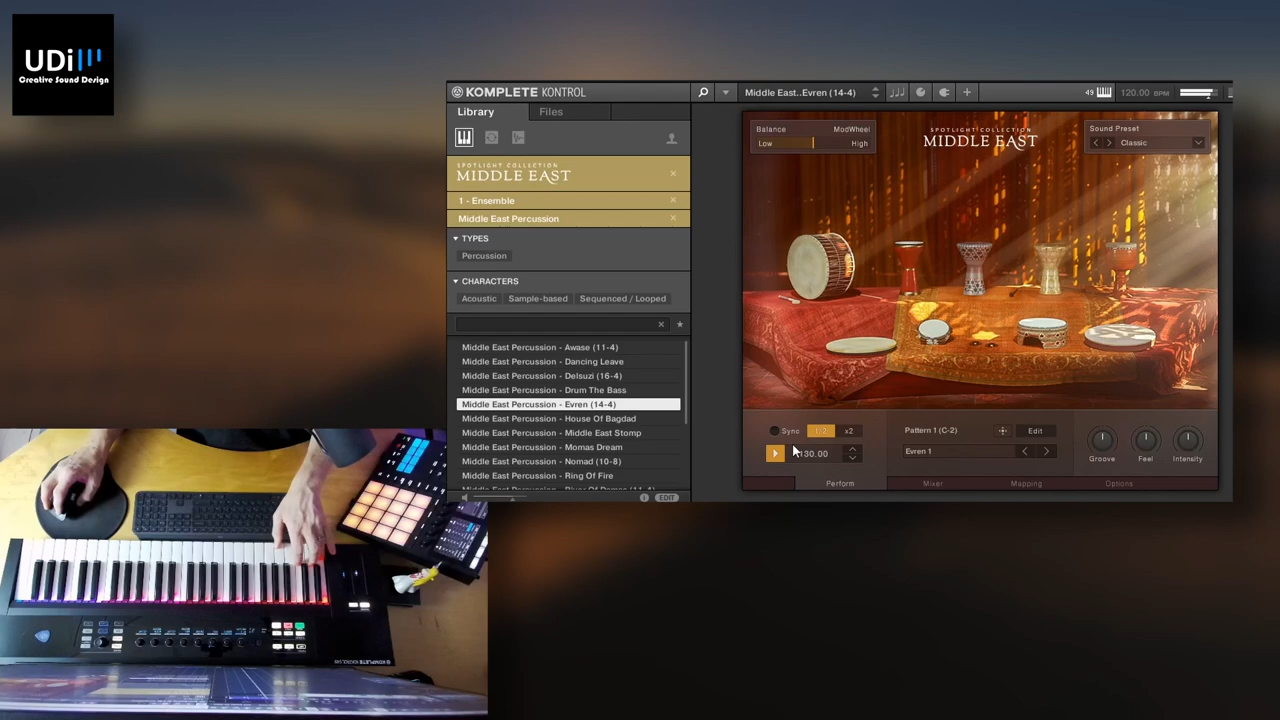 UDi
Creative Sound Design
KOMPLETE KONTROL
Middle East..Evren (14-4)
49
120.00 BPM
Library
Files
SPOTLIGHT COLLECTION
MIDDLE EAST
1 - Ensemble
Middle East Percussion
TYPES
Percussion
CHARACTERS
Acoustic
Sample-based
Sequenced / Looped
Middle East Percussion - Awase (11-4)
Middle East Percussion - Dancing Leave
Middle East Percussion - Delsuzi (16-4)
Middle East Percussion - Drum The Bass
Middle East Percussion - Evren (14-4)
Middle East Percussion - House Of Bagdad
Middle East Percussion - Middle East Stomp
Middle East Percussion - Nomad (10-8)
Middle East Percussion - Ring Of Fire
EDIT
Balance
ModWheel
Low
High
SPOTLIGHT COLLECTION
MIDDLE EAST
Sound Preset
Classic
Sync
1/2
x2
130.00
Pattern 1 (C-2)
Edit
Evren 1
Groove
Feel
Intensity
Perform
Mixer
Mapping
Options